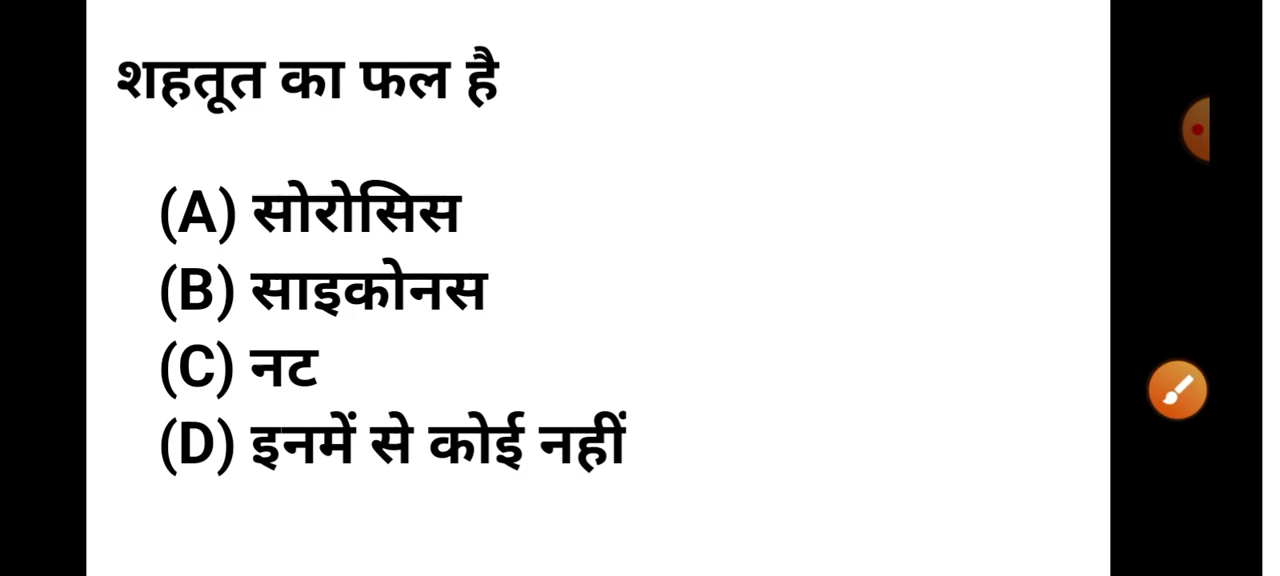 शहतूत का फल है
(A) सोरोसिस
(B) साइकोनस
(C) नट
(D) इनमें से कोई नहीं